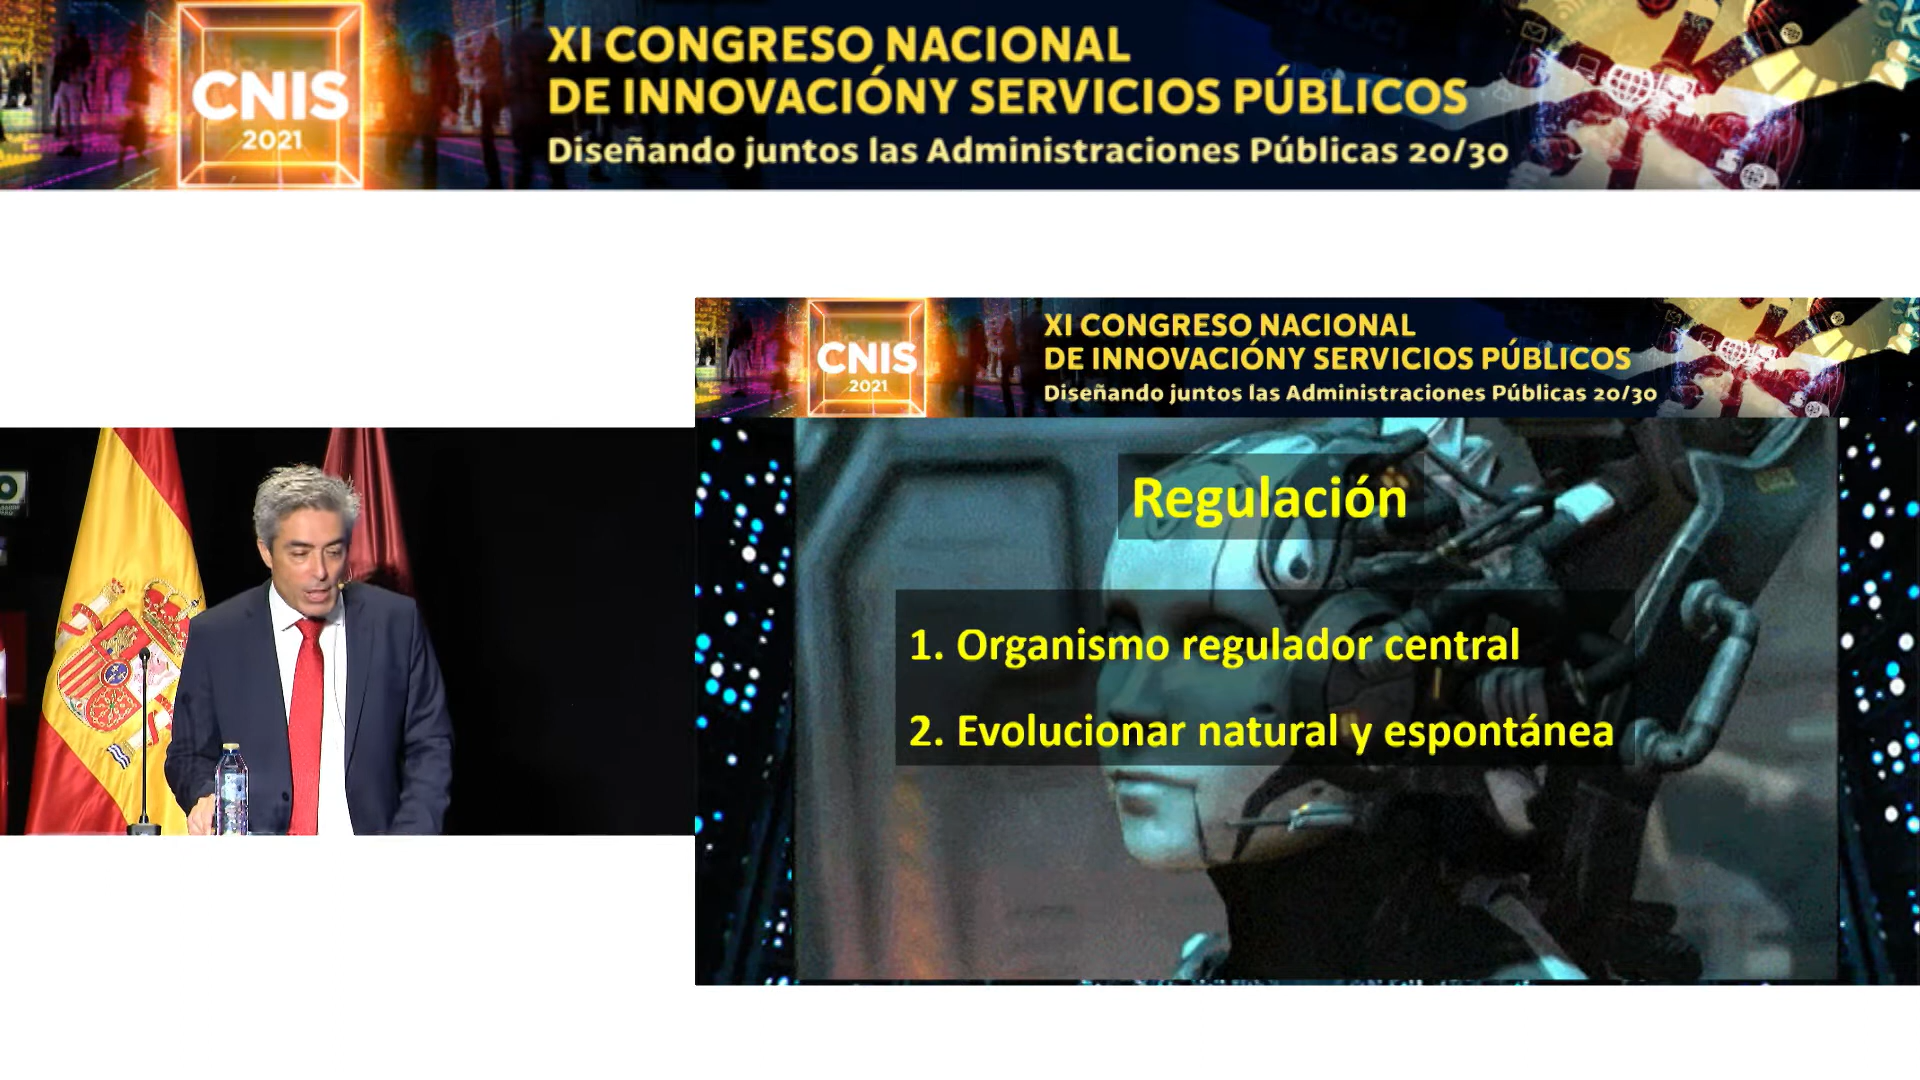 CNIS
2021
XI CONGRESO NACIONAL
DE INNOVACIÓNY SERVICIOS PÚBLICOS
Diseñando juntos las Administraciones Públicas 20/30
CNIS
2021
XI CONGRESO NACIONAL
DE INNOVACIÓNY SERVICIOS PÚBLICOS
Diseñando juntos las Administraciones Públicas 20/30
Regulación
1. Organismo regulador central
2. Evolucionar natural y espontánea